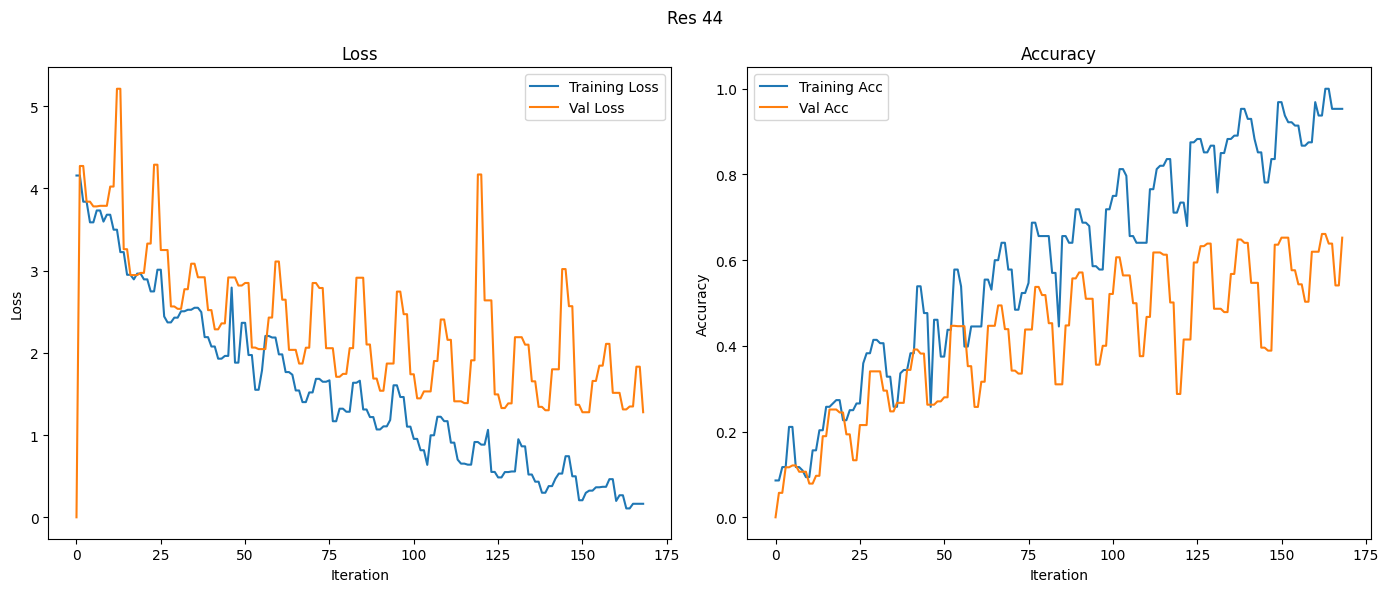 Res 44
Loss
Training Loss
Val Loss
5
4
3
2
1
0
Loss
0 25 50 75 100 125 150 175
Iteration
Accuracy
Training Acc
Val Acc
1.0
0.8
0.6
0.4
0.2
0.0
Accuracy
0 25 50 75 100 125 150 175
Iteration